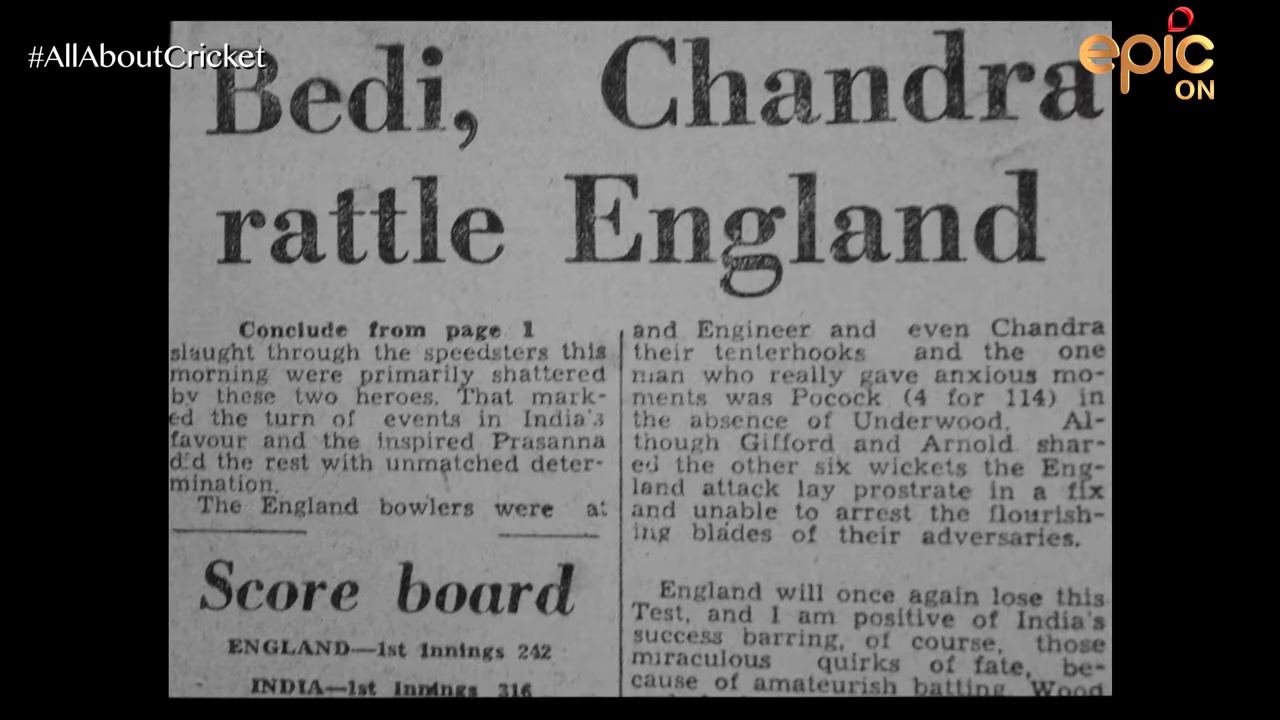 #AllAboutCricket
epic
ON
Bedi, Chandra
rattle England
Conclude from page 1
slaught through the speedsters this
morning were primarily shattered
by these two heroes. That mark-
ed the turn of events in India's
favour and the inspired Prasanna
did the rest with unmatched deter-
mination.
The England bowlers were at
Score board
ENGLAND—1st Innings 242
INDIA—1st Innings 316
and Engineer and even Chandra
their tenterhooks and the one
man who really gave anxious mo-
ments was Pocock (4 for 114) in
the absence of Underwood. Al-
though Gifford and Arnold shar-
ed the other six wickets the Eng-
land attack lay prostrate in a fix
and unable to arrest the flourish-
ing blades of their adversaries.
England will once again lose this
Test, and I am positive of India's
success barring, of course, those
miraculous quirks of fate, be-
cause of amateurish batting. Wood